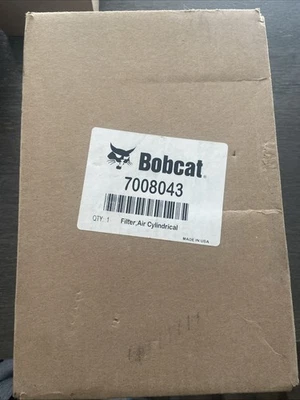 Bobcat
7008043
QTY: 1 Filter;Air Cylindrical
MADE IN USA